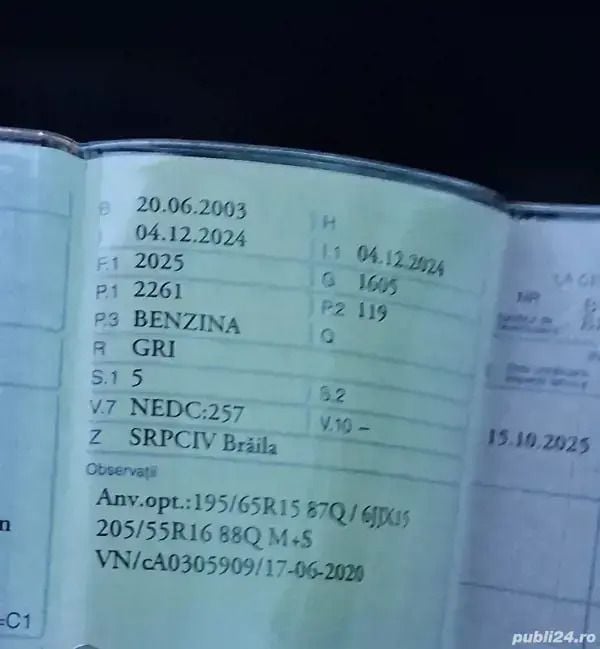 B 20.06.2003 H
I 04.12.2024 I.1 04.12.2024
F.1 2025 G 1605
P.1 2261 P.2 119
P.3 BENZINA Q
R GRI
S.1 5 S.2
V.7 NEDC:257 V.10 –
Z SRPCIV Brăila
Observații
Anv.opt.:195/65R15 87Q/6JJX15
205/55R16 88Q M+S
VN/cA0305909/17-06-2020
NR
15.10.2025
n
=C1
publi24.ro